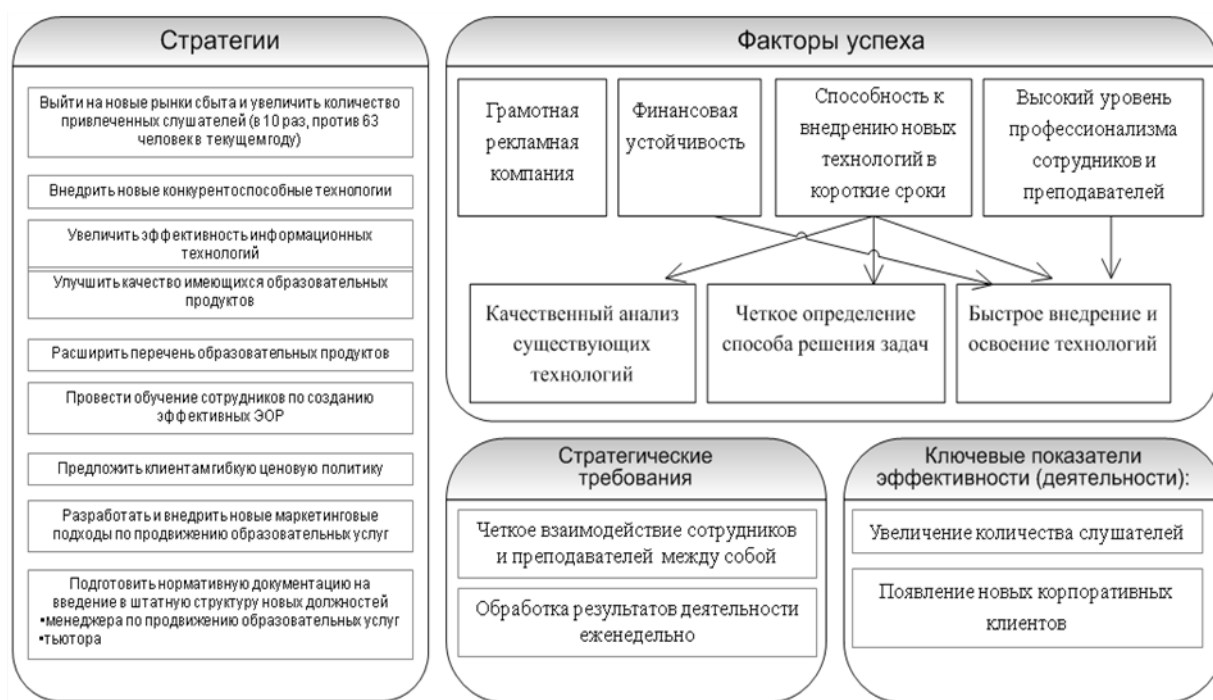 Стратегии
Выйти на новые рынки сбыта и увеличить количество
привлеченных слушателей (в 10 раз, против 63
человек в текущем году)
Внедрить новые конкурентоспособные технологии
Увеличить эффективность информационных
технологий
Улучшить качество имеющихся образовательных
продуктов
Расширить перечень образовательных продуктов
Провести обучение сотрудников по созданию
эффективных ЭОР
Предложить клиентам гибкую ценовую политику
Разработать и внедрить новые маркетинговые
подходы по продвижению образовательных услуг
Подготовить нормативную документацию на
введение в штатную структуру новых должностей
•менеджера по продвижению образовательных услуг
•тьютора
Факторы успеха
Грамотная
рекламная
компания
Финансовая
устойчивость
Способность к
внедрению новых
технологий в
короткие сроки
Высокий уровень
профессионализма
сотрудников и
преподавателей
Качественный анализ
существующих
технологий
Четкое определение
способа решения задач
Быстрое внедрение и
освоение технологий
Стратегические
требования
Четкое взаимодействие сотрудников
и преподавателей между собой
Обработка результатов деятельности
еженедельно
Ключевые показатели
эффективности (деятельности):
Увеличение количества слушателей
Появление новых корпоративных
клиентов